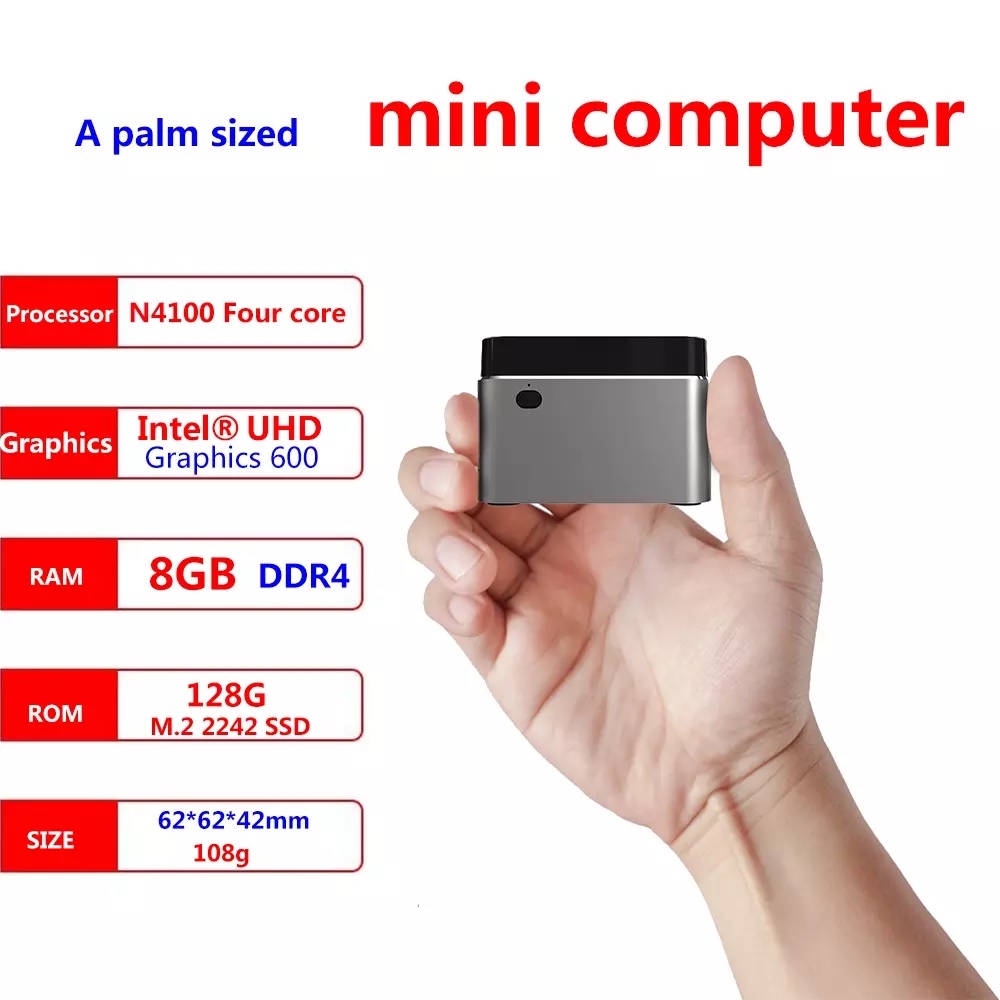 A palm sized mini computer
Processor N4100 Four core
Graphics Intel® UHD
Graphics 600
RAM 8GB DDR4
ROM 128G
M.2 2242 SSD
SIZE 62*62*42mm
108g